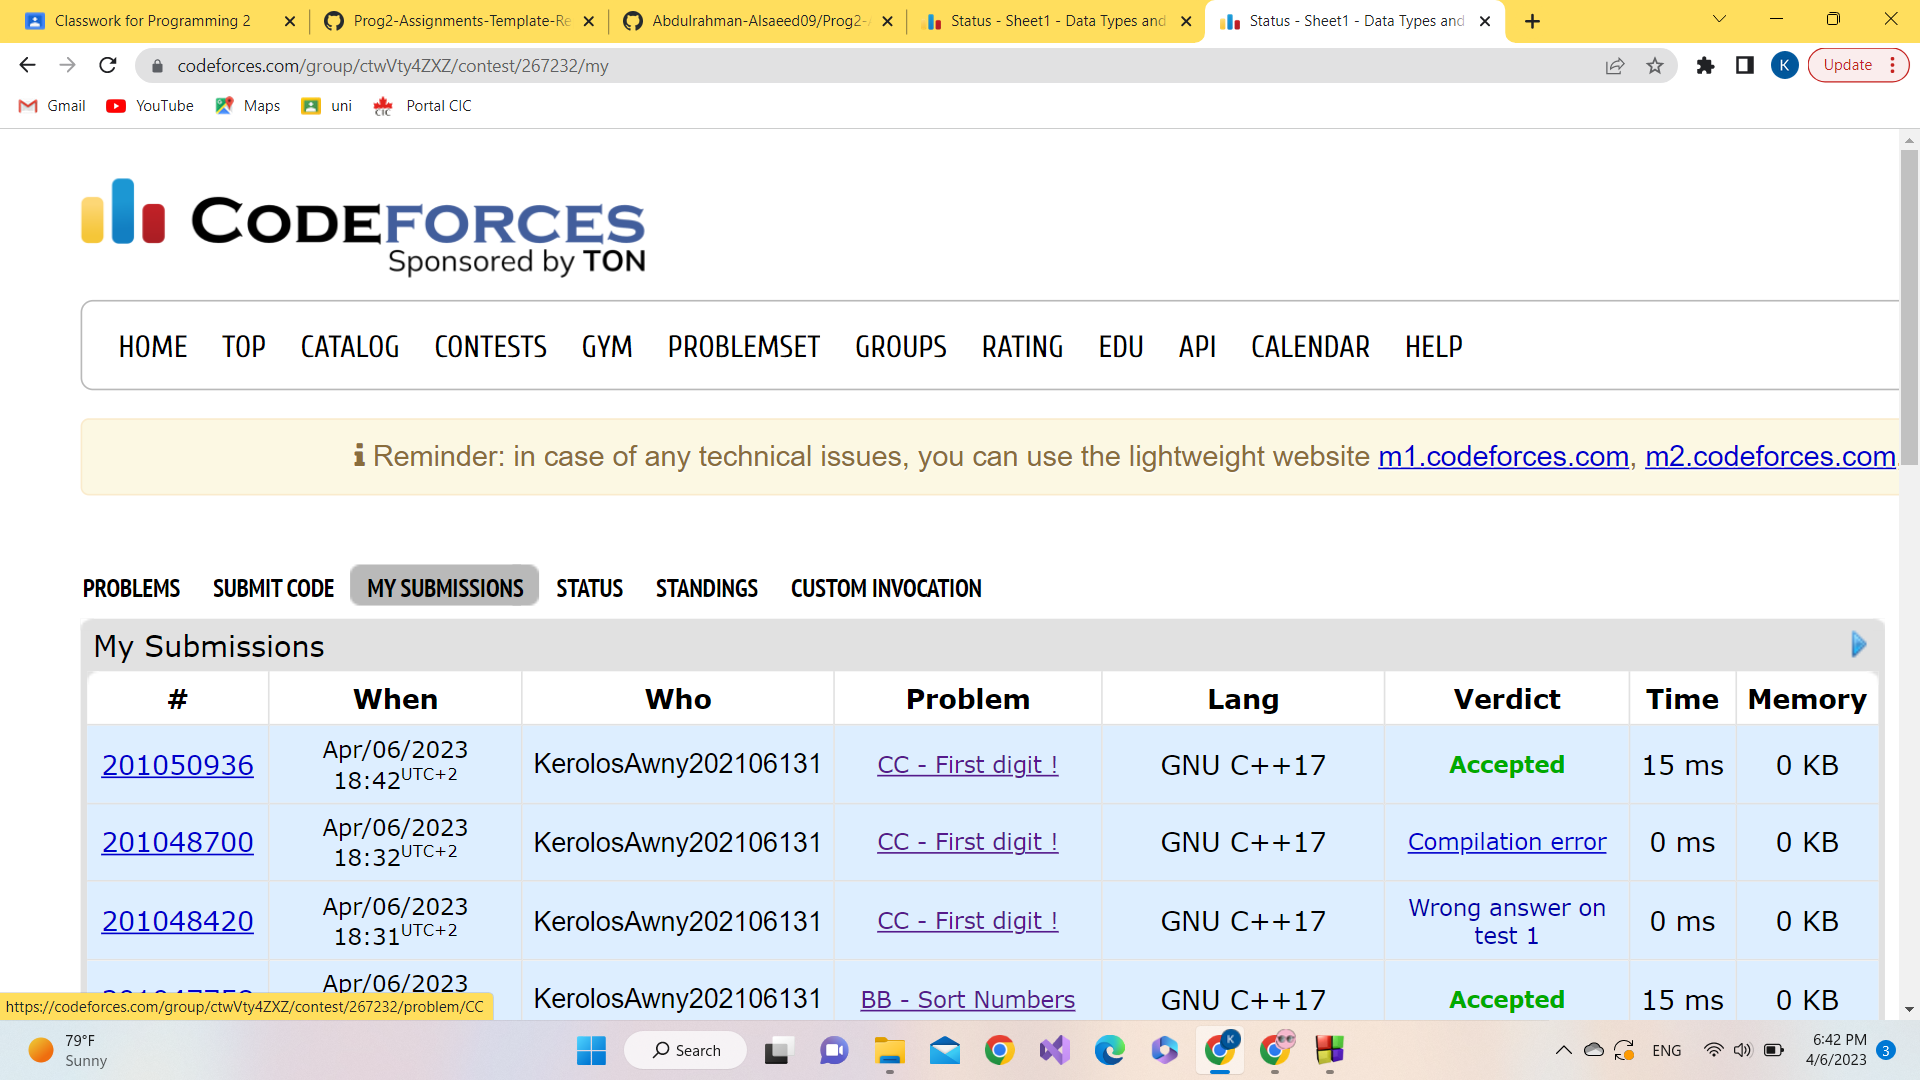 Classwork for Programming 2
Prog2-Assignments-Template-Re
Abdulrahman-Alsaeed09/Prog2-A
Status - Sheet1 - Data Types and
Status - Sheet1 - Data Types and
codeforces.com/group/ctwVty4ZXZ/contest/267232/my
K
Update
Gmail
YouTube
Maps
uni
CIC
Portal CIC
CODEFORCES
Sponsored by TON
HOME TOP CATALOG CONTESTS GYM PROBLEMSET GROUPS RATING EDU API CALENDAR HELP
Reminder: in case of any technical issues, you can use the lightweight website m1.codeforces.com, m2.codeforces.com
PROBLEMS SUBMIT CODE MY SUBMISSIONS STATUS STANDINGS CUSTOM INVOCATION
My Submissions
# When Who Problem Lang Verdict Time Memory
201050936 Apr/06/2023 18:42 UTC+2 KerolosAwny202106131 CC - First digit ! GNU C++17 Accepted 15 ms 0 KB
201048700 Apr/06/2023 18:32 UTC+2 KerolosAwny202106131 CC - First digit ! GNU C++17 Compilation error 0 ms 0 KB
201048420 Apr/06/2023 18:31 UTC+2 KerolosAwny202106131 CC - First digit ! GNU C++17 Wrong answer on test 1 0 ms 0 KB
Apr/06/2023 KerolosAwny202106131 BB - Sort Numbers GNU C++17 Accepted 15 ms 0 KB
https://codeforces.com/group/ctwVty4ZXZ/contest/267232/problem/CC
79°F
Sunny
Search
K
ENG
6:42 PM
4/6/2023
3